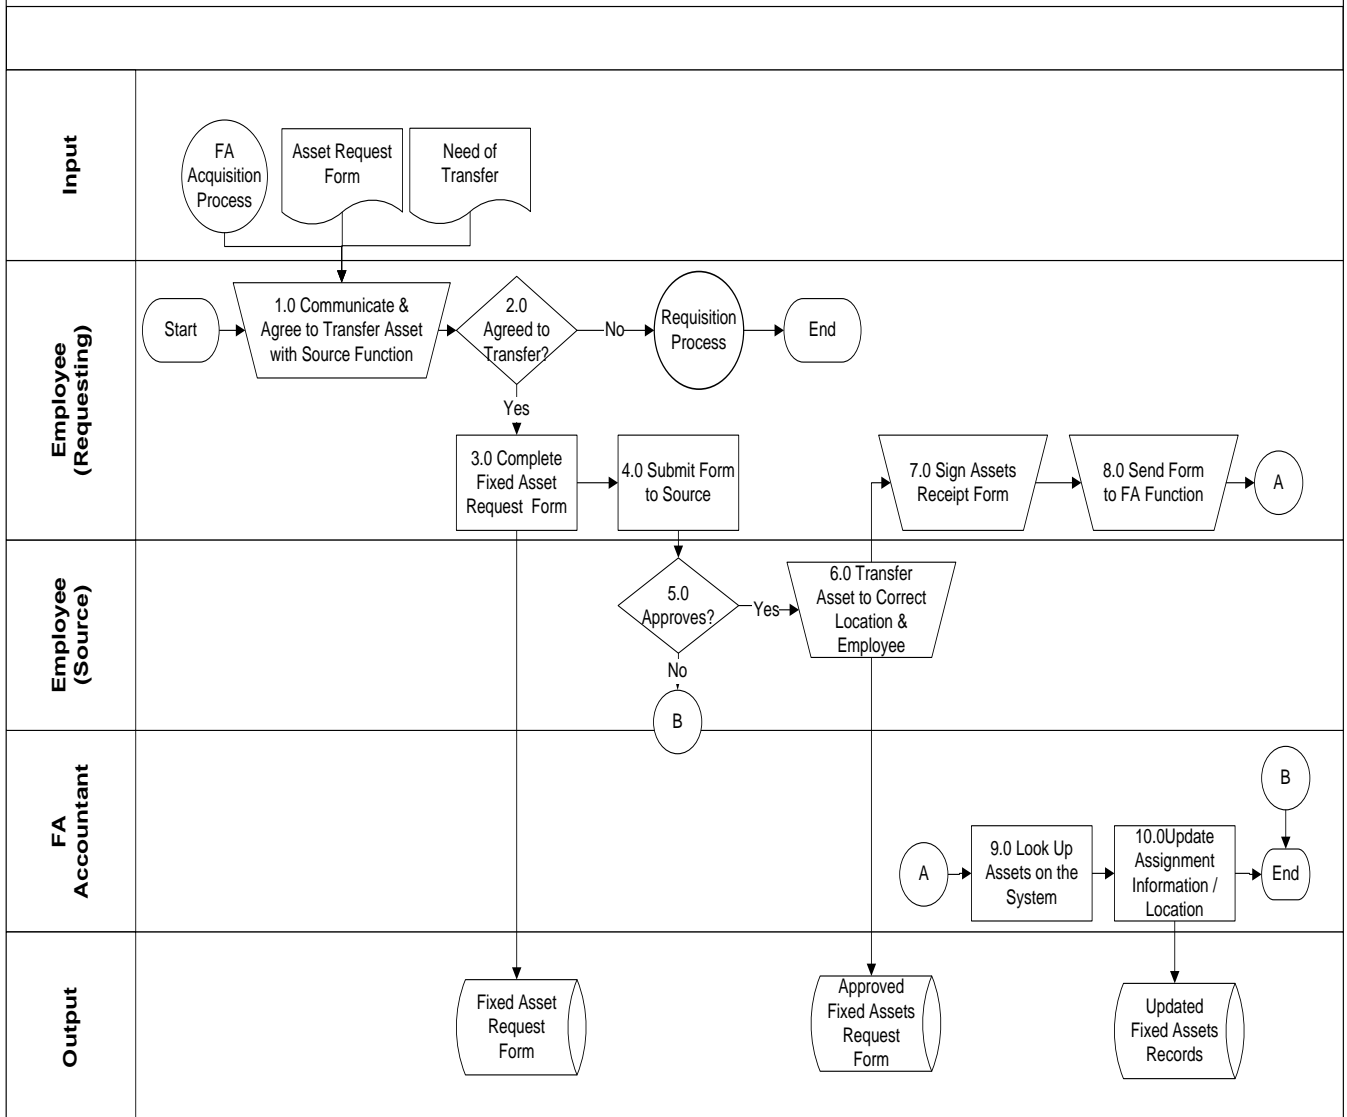 Input
FA
Acquisition
Process
Asset Request
Form
Need of
Transfer
Employee
(Requesting)
Start
1.0 Communicate &
Agree to Transfer Asset
with Source Function
2.0
Agreed to
Transfer?
No
Requisition
Process
End
Yes
3.0 Complete
Fixed Asset
Request Form
4.0 Submit Form
to Source
7.0 Sign Assets
Receipt Form
8.0 Send Form
to FA Function
A
Employee
(Source)
5.0
Approves?
Yes
6.0 Transfer
Asset to Correct
Location &
Employee
No
B
FA
Accountant
A
9.0 Look Up
Assets on the
System
10.0Update
Assignment
Information /
Location
B
End
Output
Fixed Asset
Request
Form
Approved
Fixed Assets
Request
Form
Updated
Fixed Assets
Records